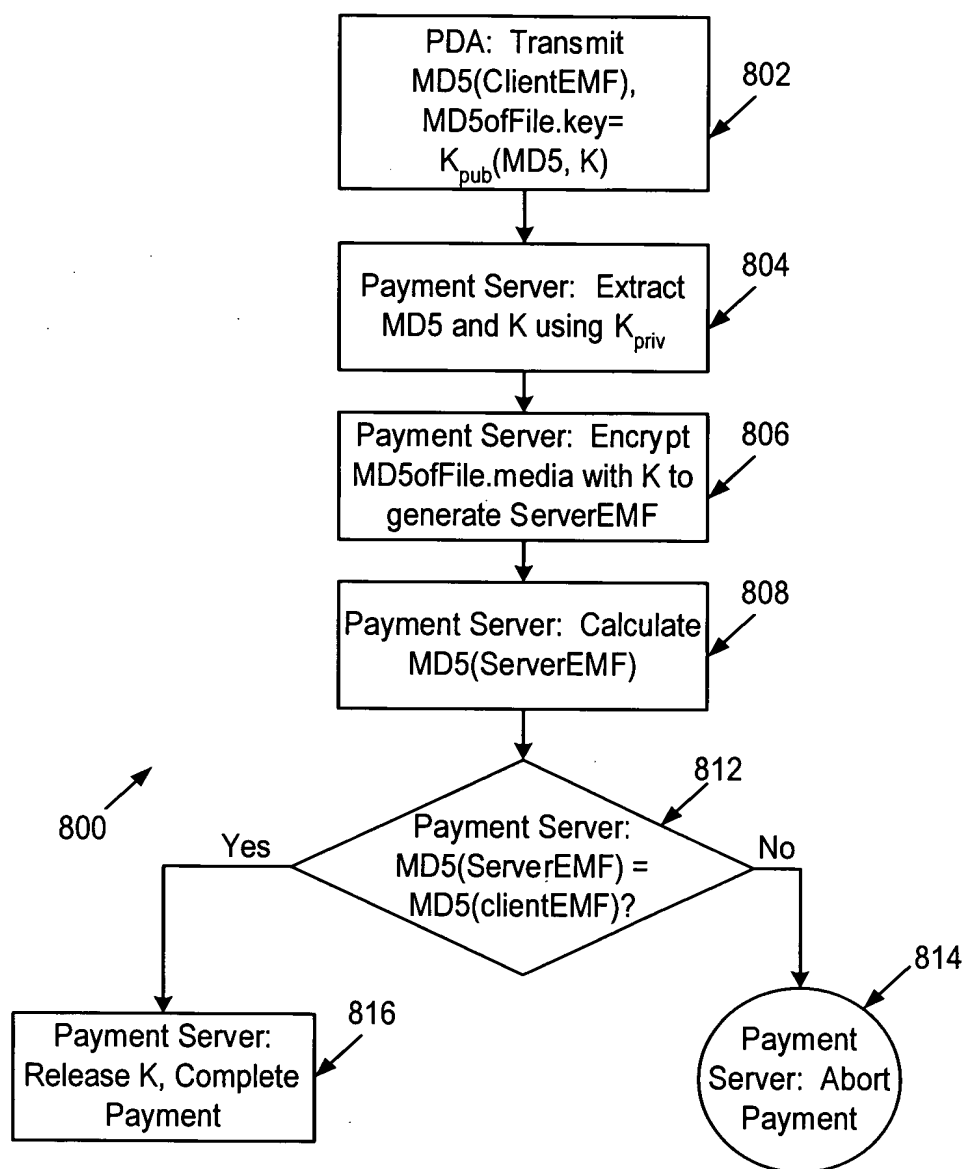 PDA: Transmit
MD5(ClientEMF),
MD5ofFile.key=
K_pub(MD5, K)
802
Payment Server: Extract
MD5 and K using K_priv
804
Payment Server: Encrypt
MD5ofFile.media with K to
generate ServerEMF
806
Payment Server: Calculate
MD5(ServerEMF)
808
800
Payment Server:
MD5(ServerEMF) =
MD5(clientEMF)?
812
Yes
No
Payment Server:
Release K, Complete
Payment
816
Payment
Server: Abort
Payment
814